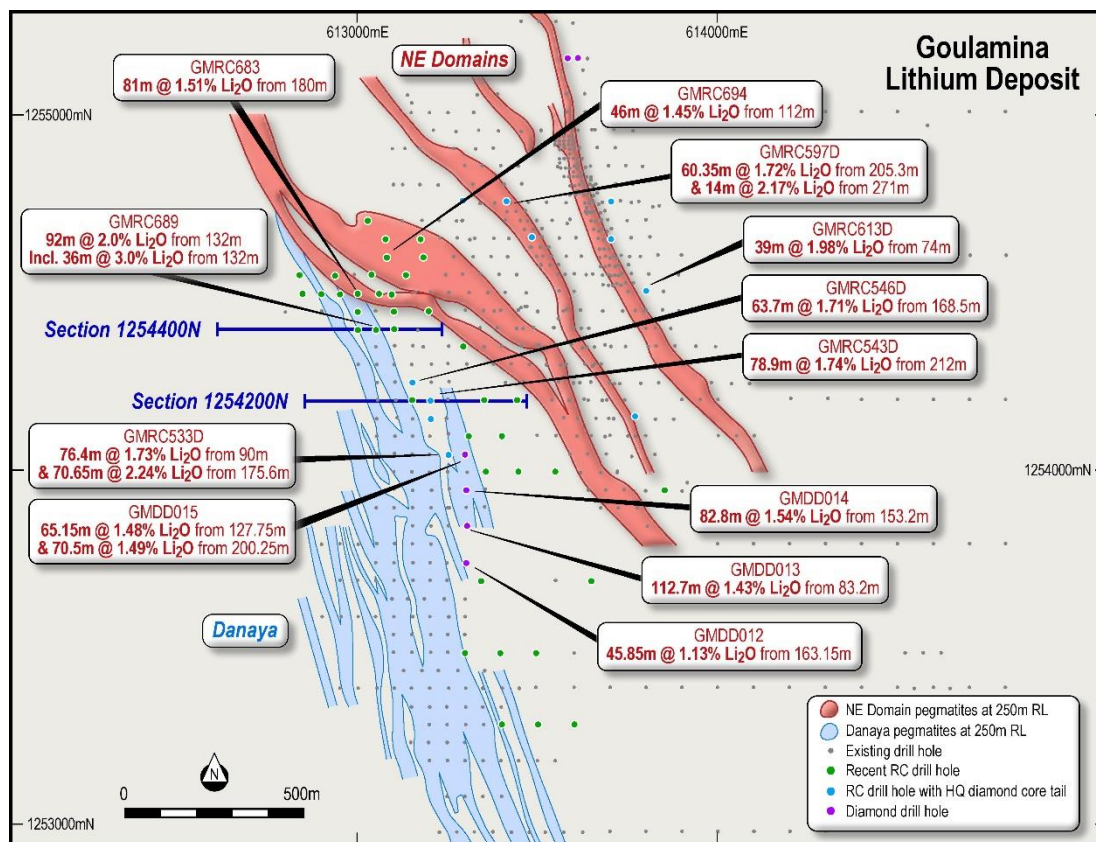 613000mE
614000mE
Goulamina
Lithium Deposit
NE Domains
GMRC683
81m @ 1.51% Li2O from 180m
GMRC694
46m @ 1.45% Li2O from 112m
1255000mN
GMRC597D
60.35m @ 1.72% Li2O from 205.3m
& 14m @ 2.17% Li2O from 271m
GMRC689
92m @ 2.0% Li2O from 132m
Incl. 36m @ 3.0% Li2O from 132m
GMRC613D
39m @ 1.98% Li2O from 74m
GMRC546D
63.7m @ 1.71% Li2O from 168.5m
Section 1254400N
GMRC543D
78.9m @ 1.74% Li2O from 212m
Section 1254200N
GMRC533D
76.4m @ 1.73% Li2O from 90m
& 70.65m @ 2.24% Li2O from 175.6m
1254000mN
GMDD014
82.8m @ 1.54% Li2O from 153.2m
GMDD015
65.15m @ 1.48% Li2O from 127.75m
& 70.5m @ 1.49% Li2O from 200.25m
GMDD013
112.7m @ 1.43% Li2O from 83.2m
Danaya
GMDD012
45.85m @ 1.13% Li2O from 163.15m
NE Domain pegmatites at 250m RL
Danaya pegmatites at 250m RL
Existing drill hole
Recent RC drill hole
RC drill hole with HQ diamond core tail
Diamond drill hole
N
0
500m
1253000mN